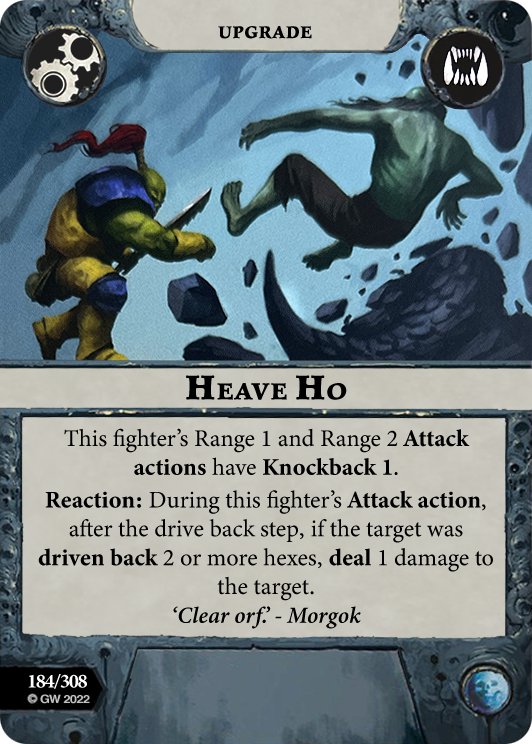 UPGRADE
HEAVE HO
This fighter's Range 1 and Range 2 Attack
actions have Knockback 1.
Reaction: During this fighter's Attack action,
after the drive back step, if the target was
driven back 2 or more hexes, deal 1 damage to
the target.
‘Clear orf.’ - Morgok
184/308
© GW 2022